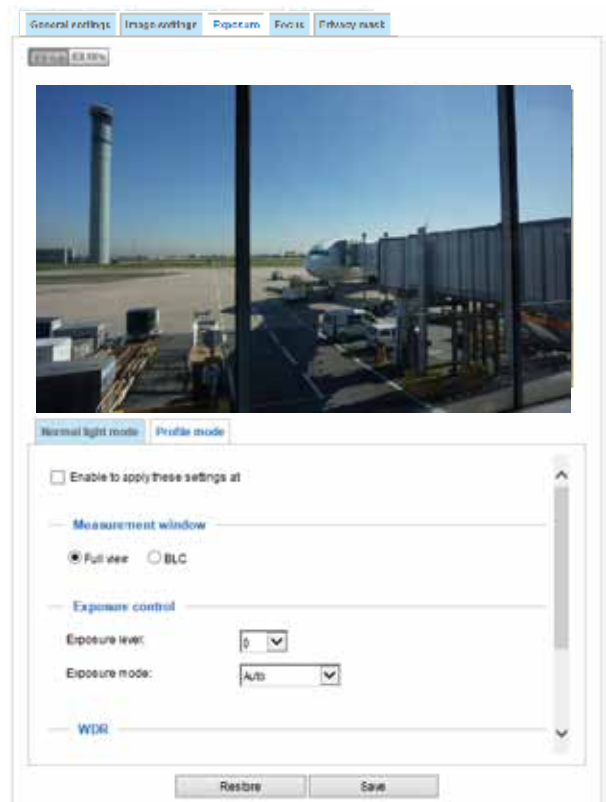 General settings Image settings Exposure Focus Privacy mask
Normal light mode Profile mode
Enable to apply these settings at
Measurement window
Full view BLC
Exposure control
Exposure level: 0
Exposure mode: Auto
WDR
Restore Save